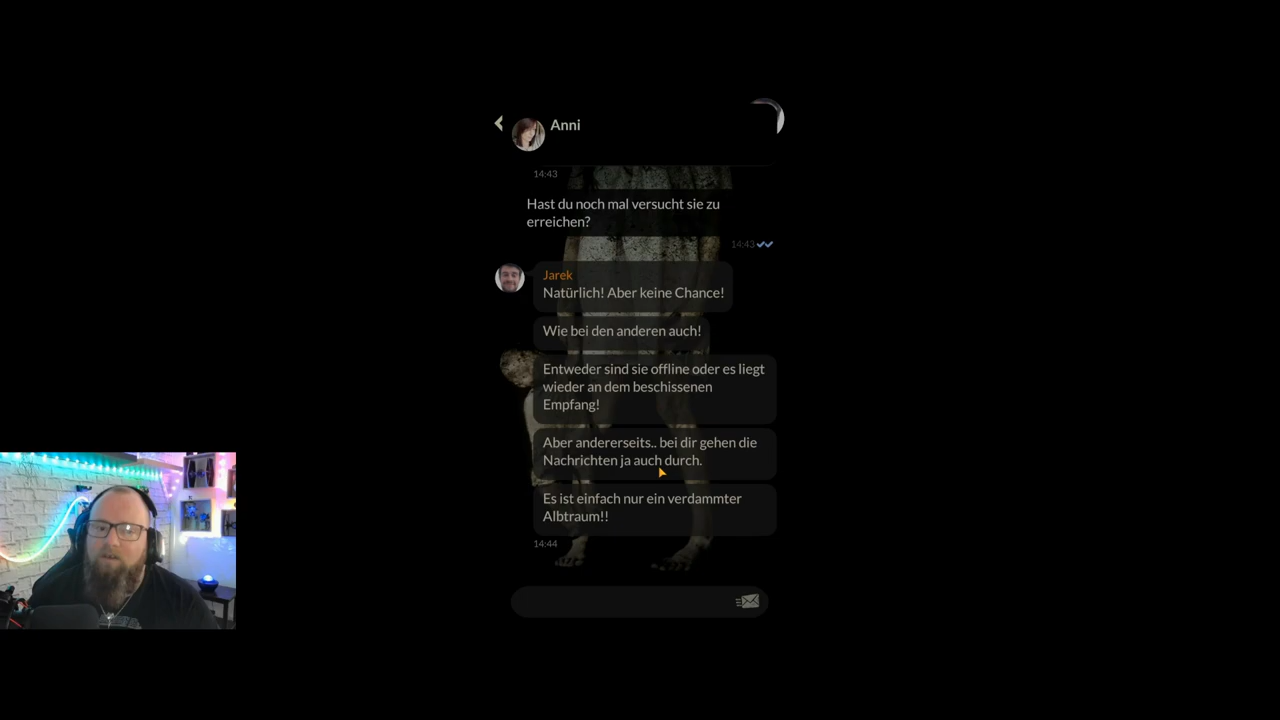 Anni
14:43
Hast du noch mal versucht sie zu
erreichen?
14:43
Jarek
Natürlich! Aber keine Chance!
Wie bei den anderen auch!
Entweder sind sie offline oder es liegt
wieder an dem beschissenen
Empfang!
Aber andererseits.. bei dir gehen die
Nachrichten ja auch durch.
Es ist einfach nur ein verdammter
Albtraum!!
14:44